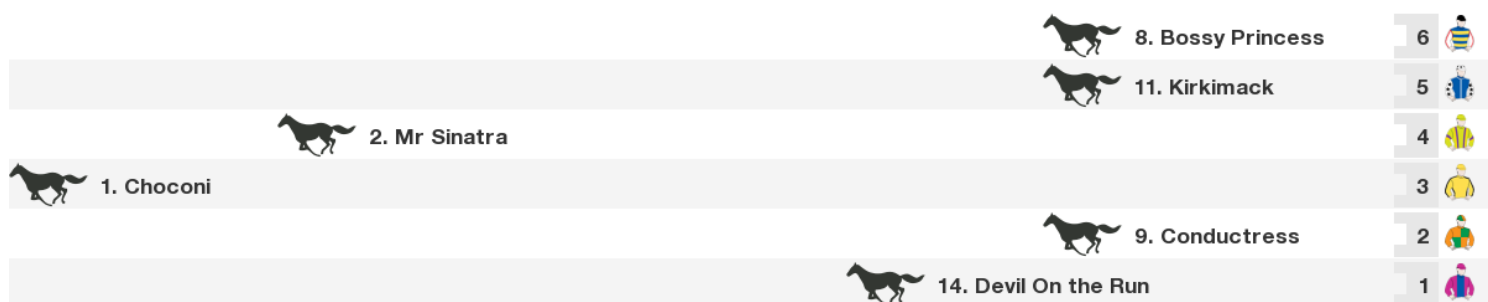 8. Bossy Princess 6
11. Kirkimack 5
2. Mr Sinatra 4
1. Choconi 3
9. Conductress 2
14. Devil On the Run 1